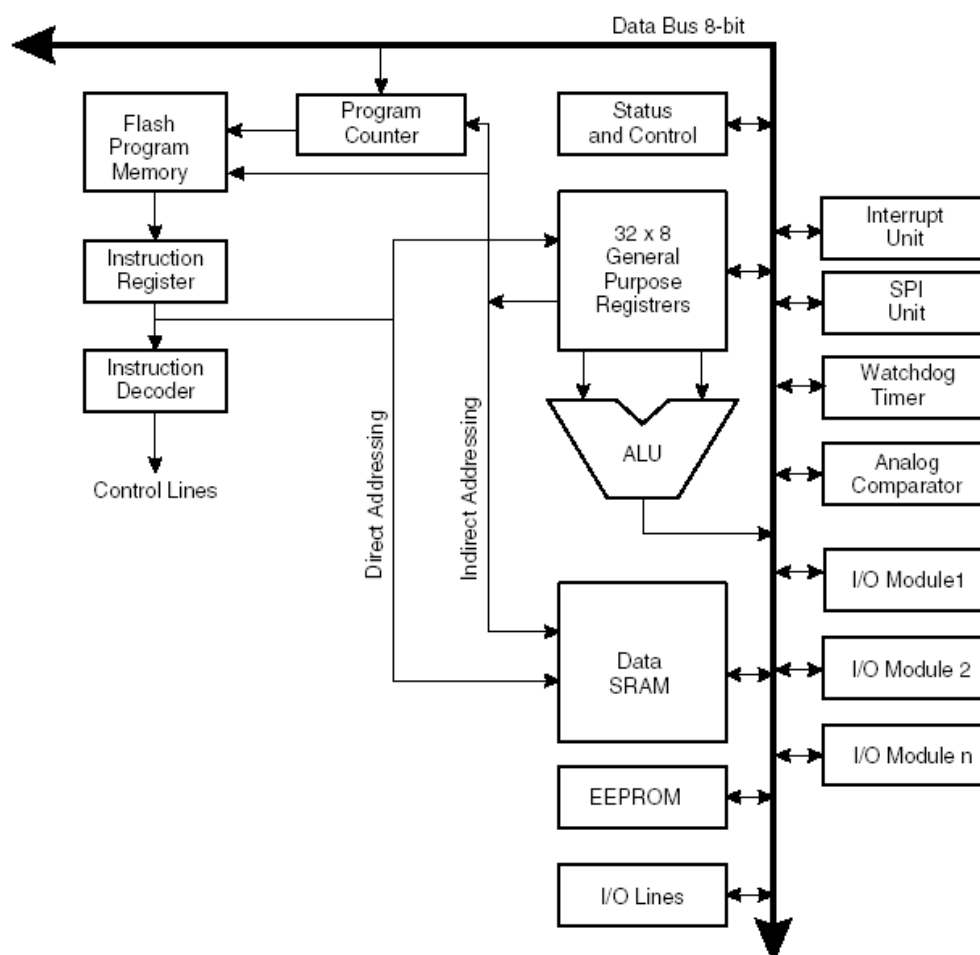 Data Bus 8-bit
Flash
Program
Memory
Program
Counter
Status
and Control
Instruction
Register
32 x 8
General
Purpose
Registrers
Interrupt
Unit
SPI
Unit
Instruction
Decoder
Watchdog
Timer
Control Lines
Direct Addressing
Indirect Addressing
ALU
Analog
Comparator
I/O Module1
Data
SRAM
I/O Module 2
I/O Module n
EEPROM
I/O Lines